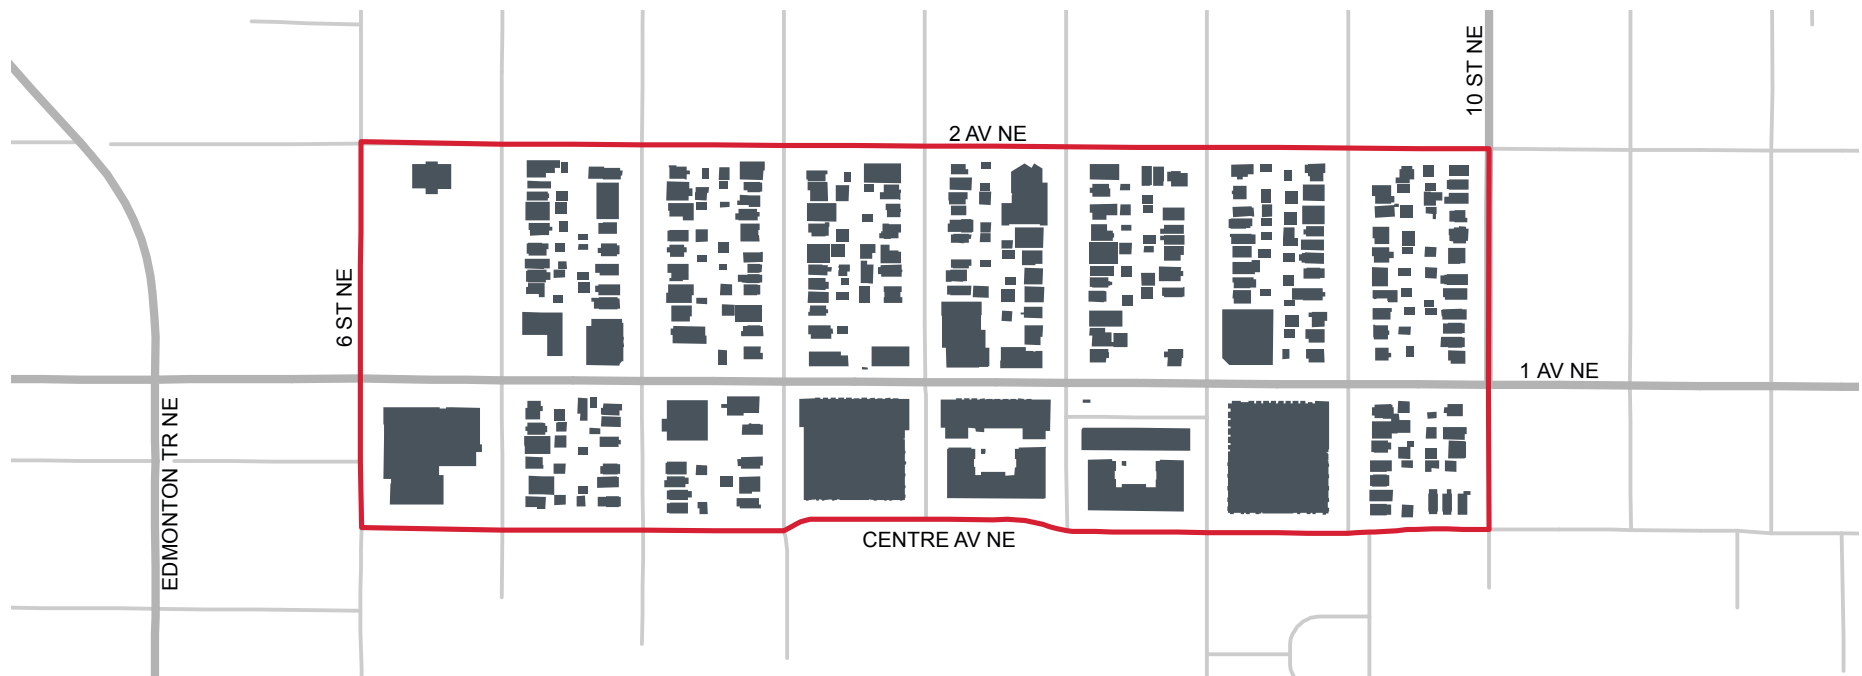 10 ST NE
2 AV NE
6 ST NE
1 AV NE
EDMONTON TR NE
CENTRE AV NE